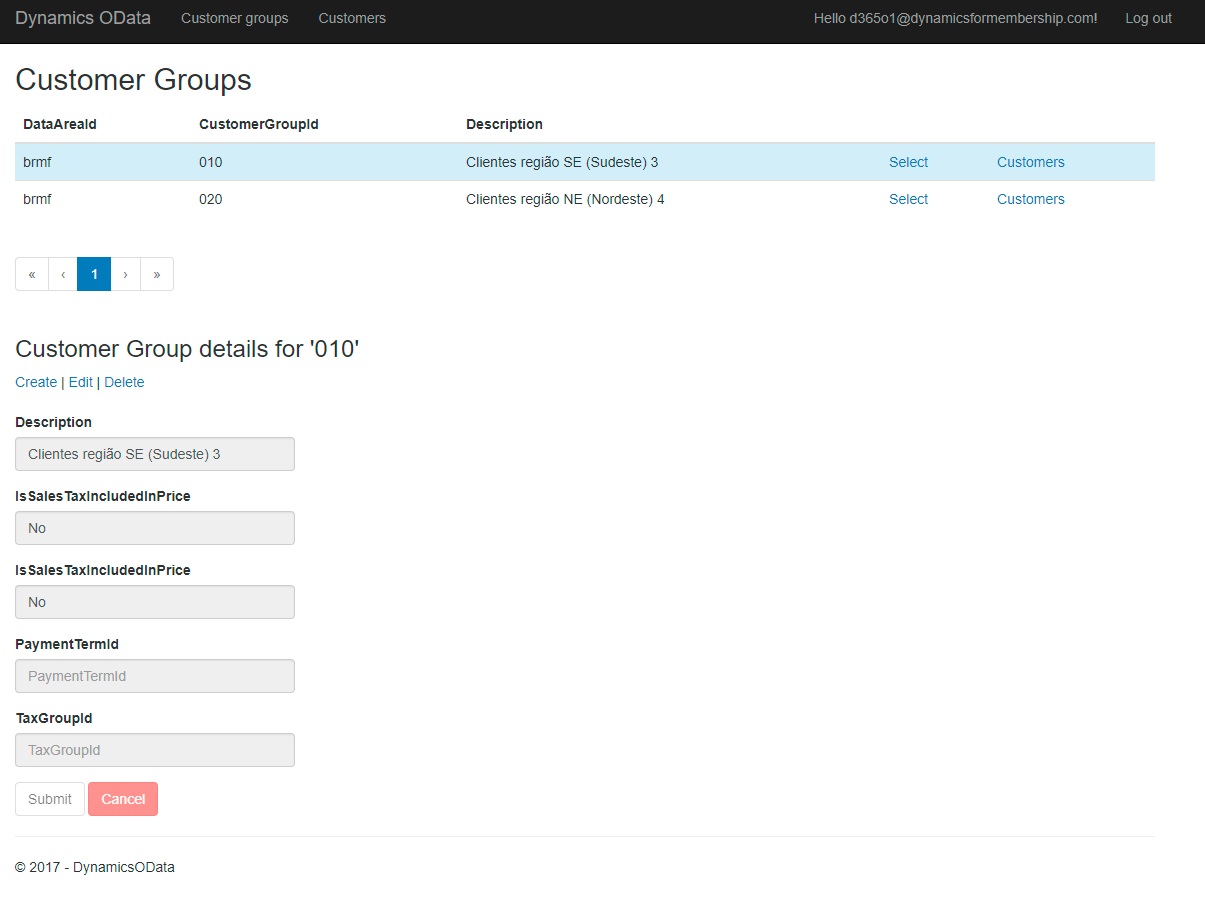 Dynamics OData Customer groups Customers Hello d365o1@dynamicsformembership.com! Log out
Customer Groups
DataAreaId CustomerGroupId Description
brmf 010 Clientes região SE (Sudeste) 3 Select Customers
brmf 020 Clientes região NE (Nordeste) 4 Select Customers
« ‹ 1 › »
Customer Group details for '010'
Create | Edit | Delete
Description
Clientes região SE (Sudeste) 3
IsSalesTaxIncludedInPrice
No
IsSalesTaxIncludedInPrice
No
PaymentTermId
PaymentTermId
TaxGroupId
TaxGroupId
Submit Cancel
© 2017 - DynamicsOData